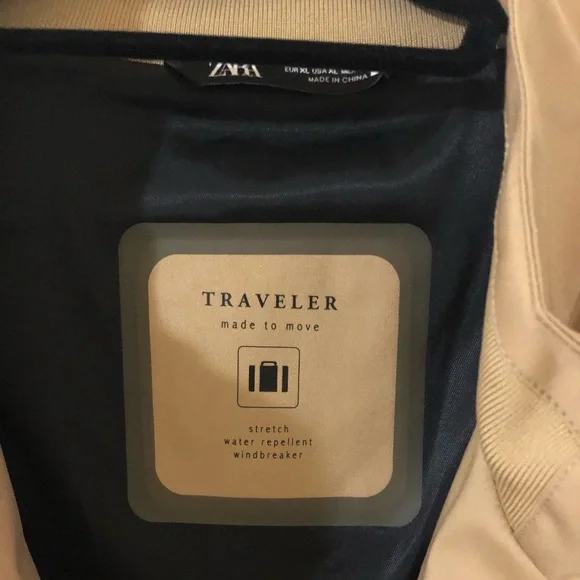 ZARA
EUR XL USA XL
MADE IN CHINA
TRAVELER
made to move
stretch
water repellent
windbreaker